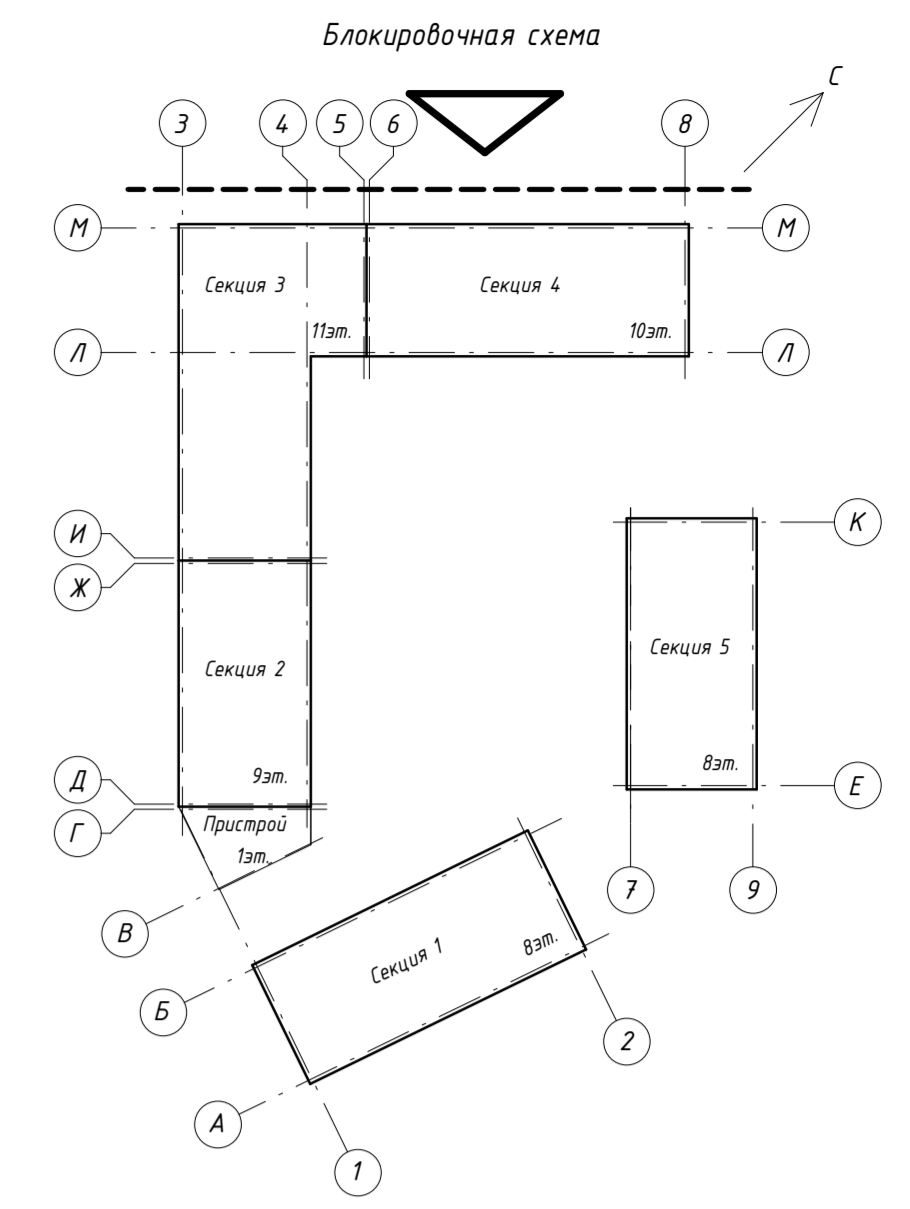 Блокировочная схема
С
3 4 5 6 8
М М
Секция 3 Секция 4
11эт. 10эт.
Л Л
И К
Ж
Секция 2 Секция 5
9эт. 8эт.
Д Е
Г
Пристрой
1эт.
7 9
В
Секция 1 8эт.
Б
2
А
1